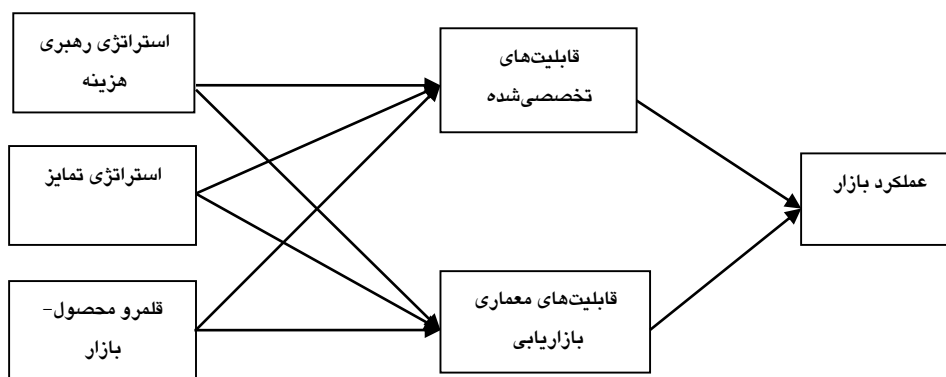 استراتژی رهبری
هزینه
استراتژی تمایز
قلمرو محصول-
بازار
قابلیت‌های
تخصصی‌شده
قابلیت‌های معماری
بازاریابی
عملکرد بازار